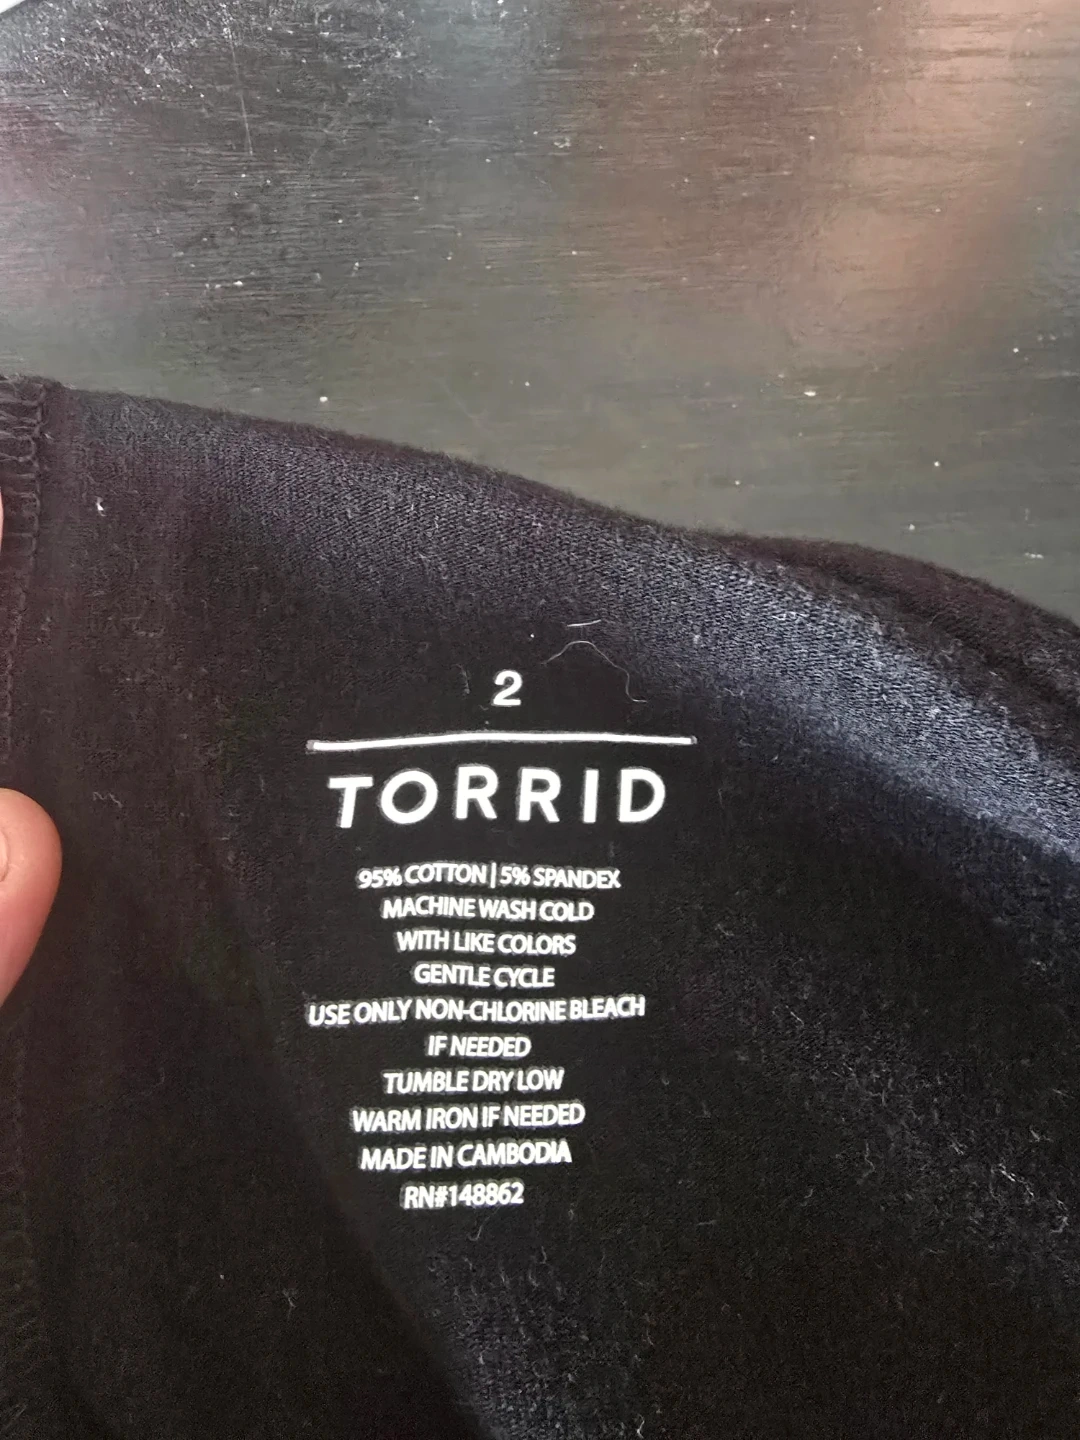 2
TORRID
95% COTTON | 5% SPANDEX
MACHINE WASH COLD
WITH LIKE COLORS
GENTLE CYCLE
USE ONLY NON-CHLORINE BLEACH
IF NEEDED
TUMBLE DRY LOW
WARM IRON IF NEEDED
MADE IN CAMBODIA
RN#148862